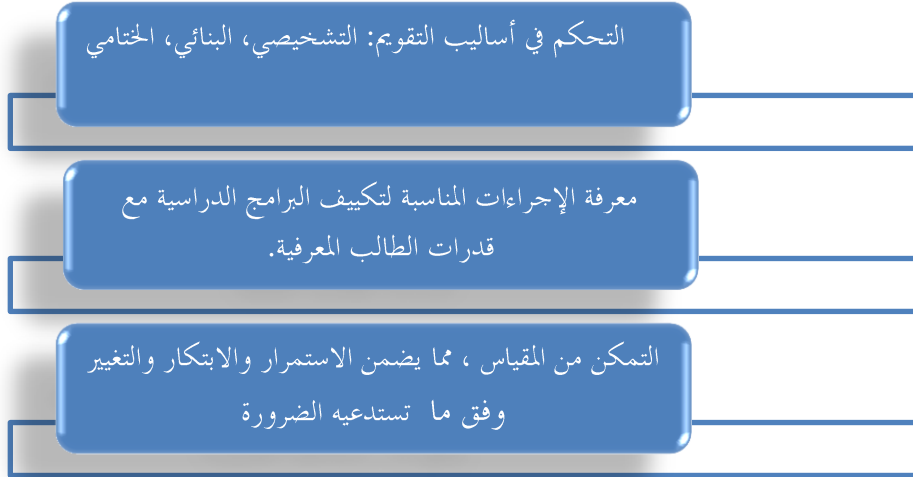 التحكم في أساليب التقويم: التشخيصي، البنائي، الختامي
معرفة الإجراءات المناسبة لتكييف البرامج الدراسية مع
قدرات الطالب المعرفية.
التمكن من المقياس ، مما يضمن الاستمرار والابتكار والتغيير
وفق ما تستدعيه الضرورة